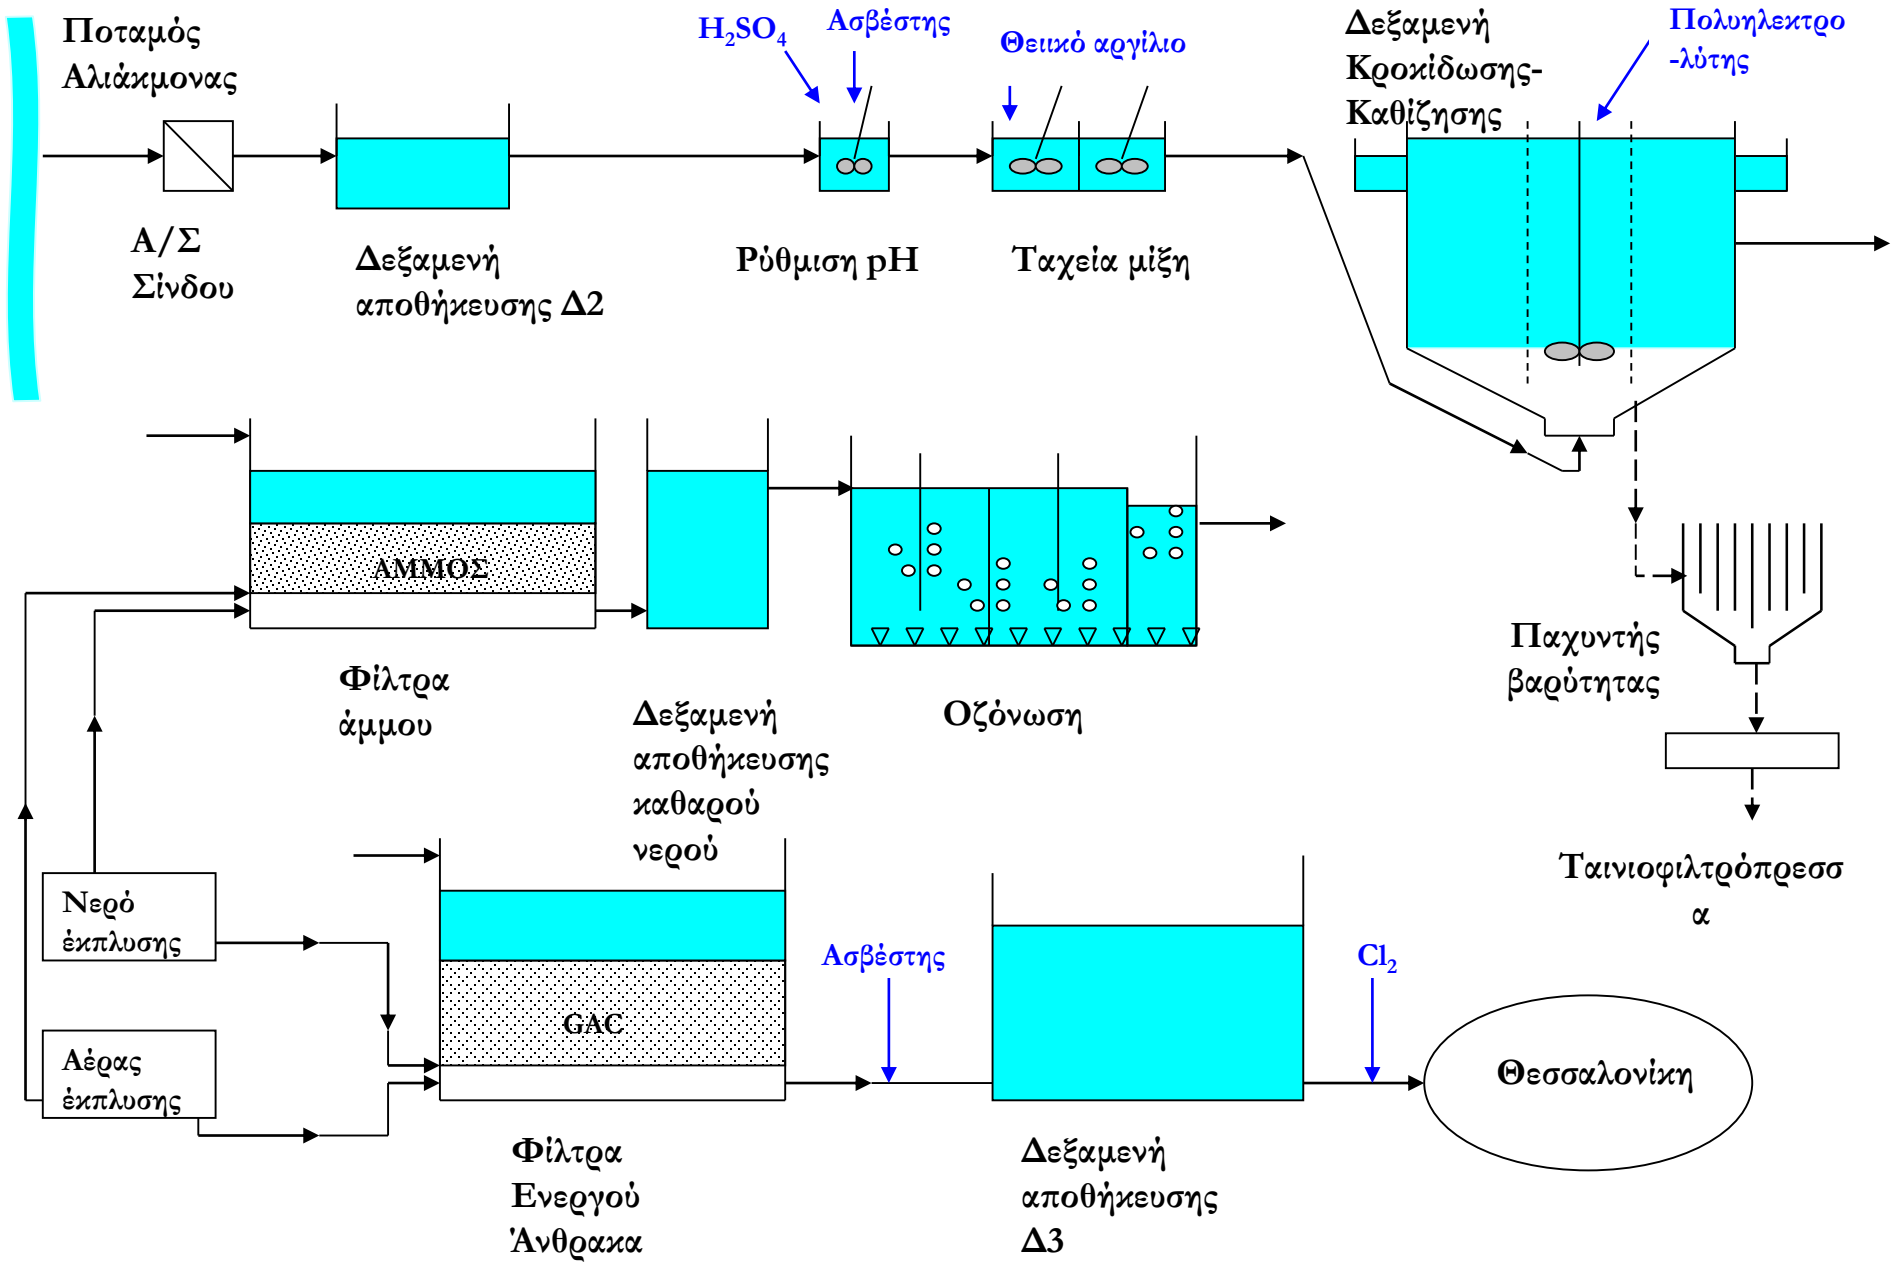 Ποταμός
Αλιάκμονας
H₂SO₄
Ασβέστης
Θειικό αργίλιο
Δεξαμενή
Κροκίδωσης-
Καθίζησης
Πολυηλεκτρο
-λύτης
Α/Σ
Σίνδου
Δεξαμενή
αποθήκευσης Δ2
Ρύθμιση pH
Ταχεία μίξη
ΑΜΜΟΣ
Φίλτρα
άμμου
Δεξαμενή
αποθήκευσης
καθαρού
νερού
Οζόνωση
Παχυντής
βαρύτητας
Ταινιοφιλτρόπρεσσ
α
Νερό
έκπλυσης
Αέρας
έκπλυσης
GAC
Φίλτρα
Ενεργού
Άνθρακα
Ασβέστης
Δεξαμενή
αποθήκευσης
Δ3
Cl₂
Θεσσαλονίκη